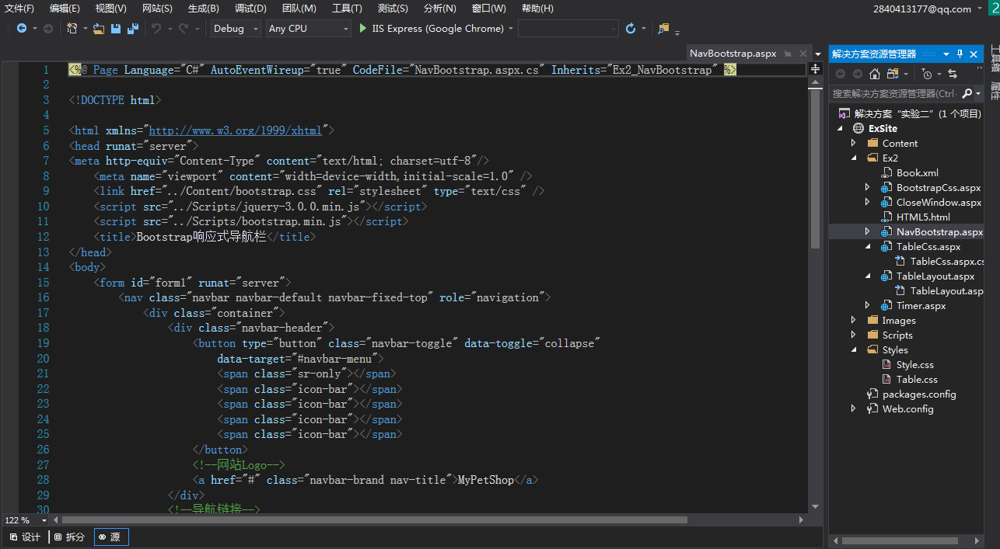 文件(F) 编辑(E) 视图(V) 网站(S) 生成(B) 调试(D) 团队(M) 工具(T) 测试(S) 分析(N) 窗口(W) 帮助(H) 2840413177@qq.com 2
Debug Any CPU IIS Express (Google Chrome)
NavBootstrap.aspx
1 <%@ Page Language="C#" AutoEventWireup="true" CodeFile="NavBootstrap.aspx.cs" Inherits="Ex2_NavBootstrap" %>
2
3 <!DOCTYPE html>
4
5 <html xmlns="http://www.w3.org/1999/xhtml">
6 <head runat="server">
7 <meta http-equiv="Content-Type" content="text/html; charset=utf-8"/>
8 <meta name="viewport" content="width=device-width,initial-scale=1.0" />
9 <link href="../Content/bootstrap.css" rel="stylesheet" type="text/css" />
10 <script src="../Scripts/jquery-3.0.0.min.js"></script>
11 <script src="../Scripts/bootstrap.min.js"></script>
12 <title>Bootstrap响应式导航栏</title>
13 </head>
14 <body>
15 <form id="form1" runat="server">
16 <nav class="navbar navbar-default navbar-fixed-top" role="navigation">
17 <div class="container">
18 <div class="navbar-header">
19 <button type="button" class="navbar-toggle" data-toggle="collapse"
20 data-target="#navbar-menu">
21 <span class="sr-only"></span>
22 <span class="icon-bar"></span>
23 <span class="icon-bar"></span>
24 <span class="icon-bar"></span>
25 <span class="icon-bar"></span>
26 </button>
27 <!--网站Logo-->
28 <a href="#" class="navbar-brand nav-title">MyPetShop</a>
29 </div>
30 <!--导航链接-->
122 %
设计 拆分 源
解决方案资源管理器
搜索解决方案资源管理器(Ctrl-
解决方案“实验二”(1 个项目)
ExSite
Content
Ex2
Book.xml
BootstrapCss.aspx
CloseWindow.aspx
HTML5.html
NavBootstrap.aspx
TableCss.aspx
TableCss.aspx.cs
TableLayout.aspx
TableLayout.asp
Timer.aspx
Images
Scripts
Styles
Style.css
Table.css
packages.config
Web.config
工具箱
属性